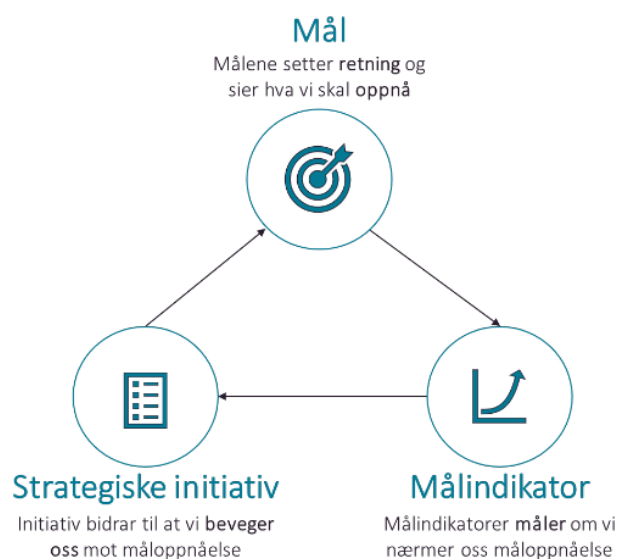 Mål
Målene setter retning og
sier hva vi skal oppnå
Strategiske initiativ
Initiativ bidrar til at vi beveger
oss mot måloppnåelse
Målindikator
Målindikatorer måler om vi
nærmer oss måloppnåelse